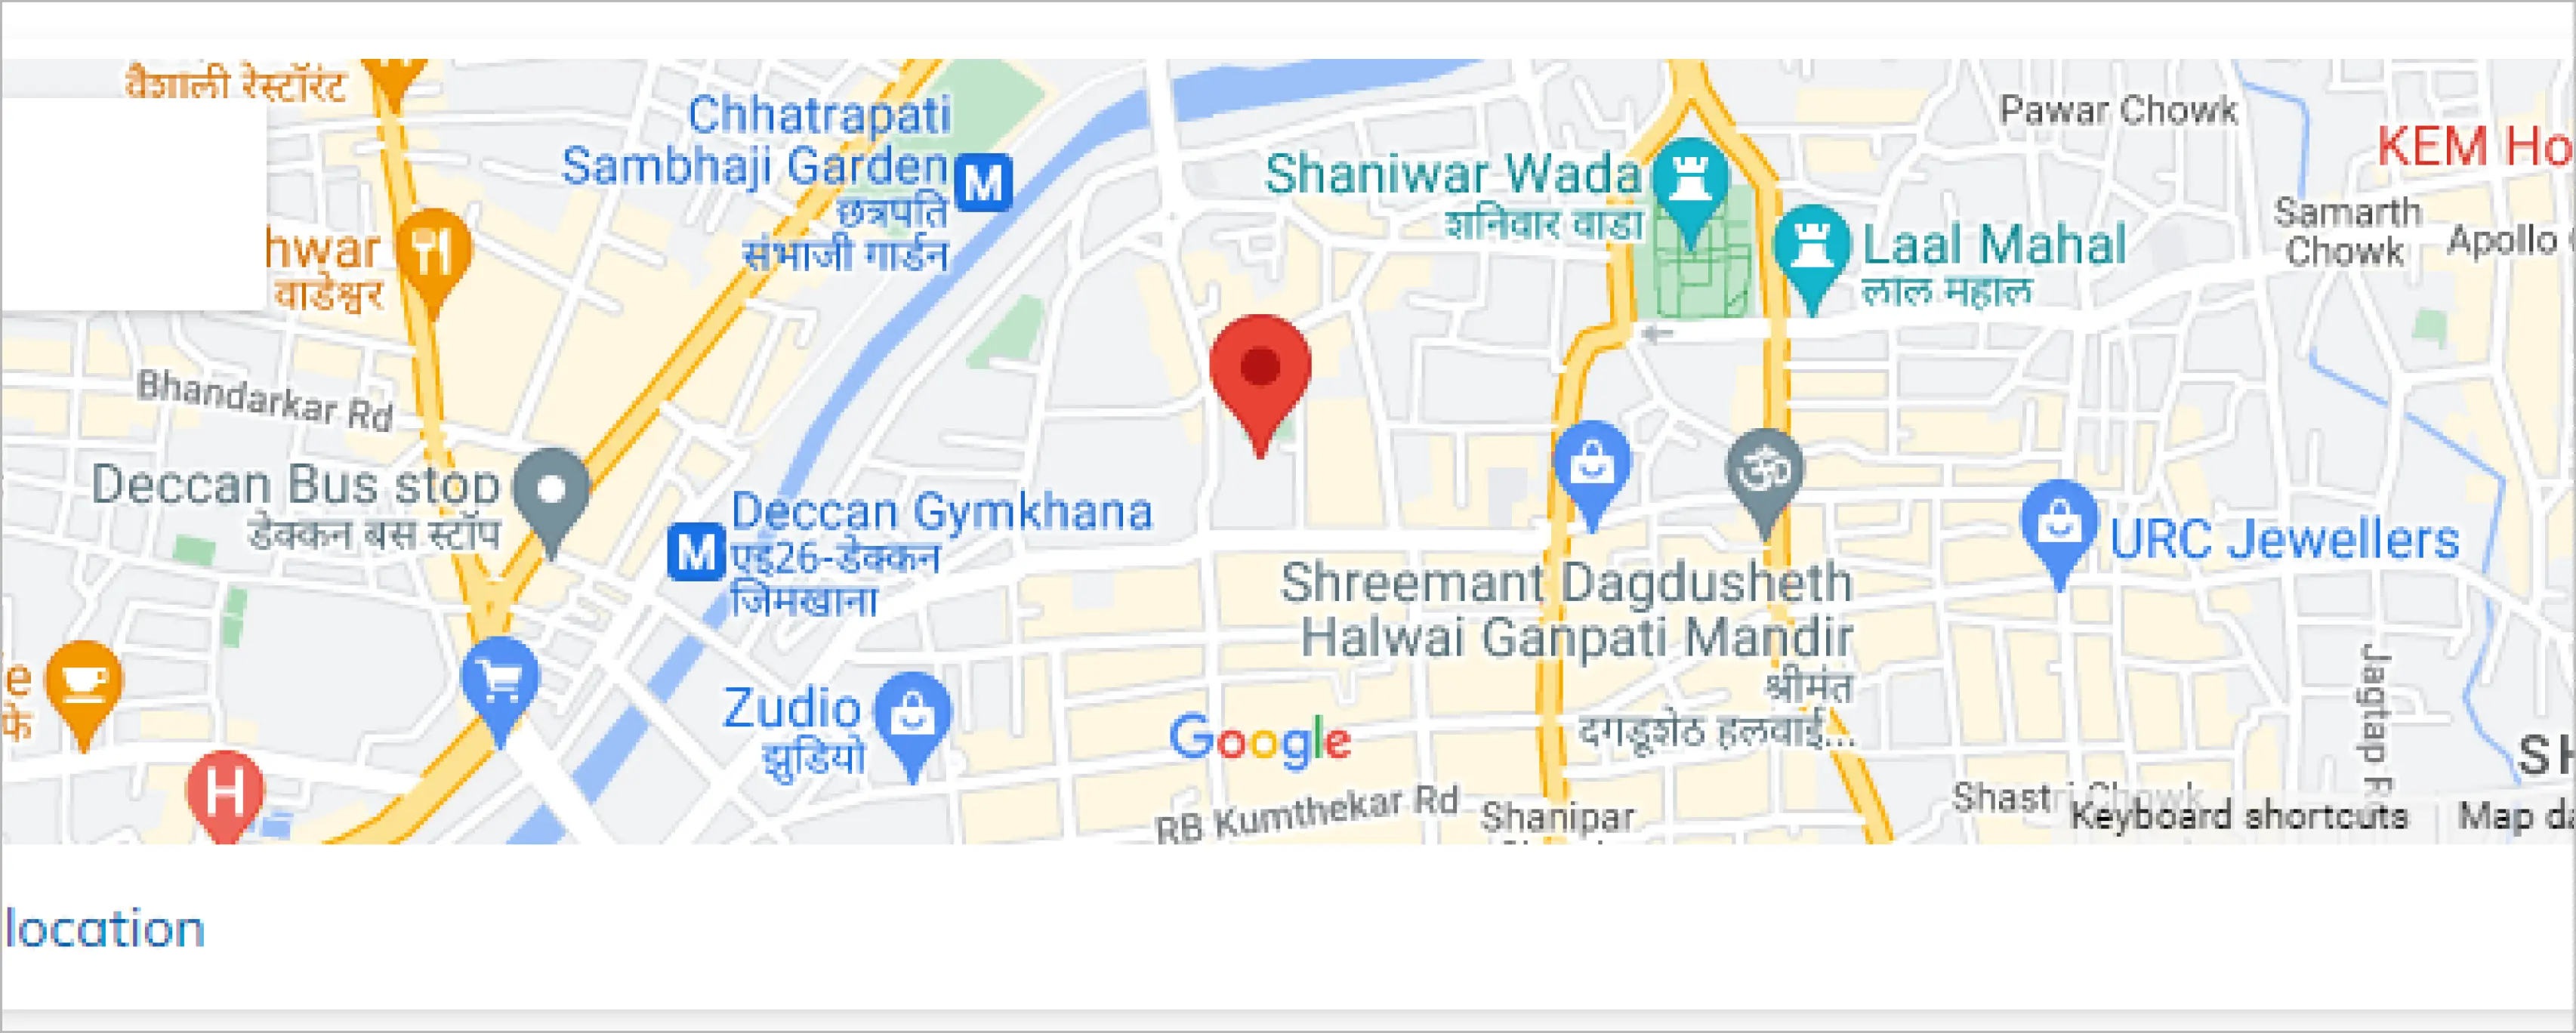 वैशाली रेस्टॉरंट
Chhatrapati
Sambhaji Garden
छत्रपति
संभाजी गार्डन
M
Pawar Chowk
KEM Ho
Shaniwar Wada
शनिवार वाडा
Samarth
Chowk
Apollo
hwar
वाडेश्वर
Laal Mahal
लाल महाल
Bhandarkar Rd
Deccan Bus stop
डेक्कन बस स्टॉप
M
Deccan Gymkhana
एइ26-डेक्कन
जिमखाना
ॐ
URC Jewellers
Shreemant Dagdusheth
Halwai Ganpati Mandir
श्रीमंत
दगडूशेठ हलवाई...
e
फे
Zudio
झुडियो
Google
H
RB Kumthekar Rd
Shanipar
Jagtap R
SH
Shastri Chowk
Keyboard shortcuts
Map da
location